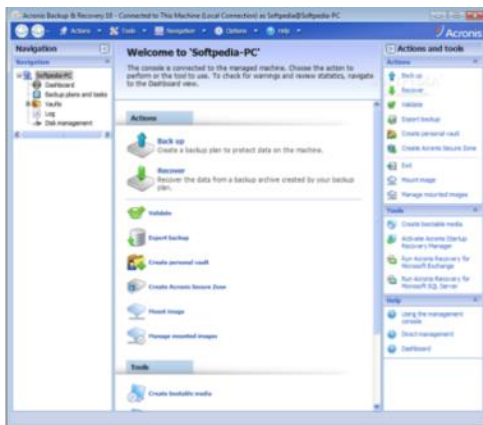 Acronis Backup & Recovery 10 - Connected to This Machine (Local Connection) as Softpedia@Softpedia-PC
Actions
Tools
Navigation
Options
Help
Acronis
Navigation
Navigation
Softpedia-PC
Dashboard
Backup plans and tasks
Vaults
Log
Disk management
Welcome to 'Softpedia-PC'
The console is connected to the managed machine. Choose the action to
perform or the tool to use. To check for warnings and review statistics, navigate
to the Dashboard view.
Actions
Back up
Create a backup plan to protect data on the machine.
Recover
Recover the data from a backup archive created by your backup
plan.
Validate
Export backup
Create personal vault
Create Acronis Secure Zone
Mount image
Manage mounted images
Tools
Create bootable media
Actions and tools
Actions
Back up
Recover
Validate
Export backup
Create personal vault
Create Acronis Secure Zone
Exit
Mount image
Manage mounted images
Tools
Create bootable media
Activate Acronis Startup
Recovery Manager
Run Acronis Recovery for
Microsoft Exchange
Run Acronis Recovery for
Microsoft SQL Server
Help
Using the management
console
Direct management
Dashboard